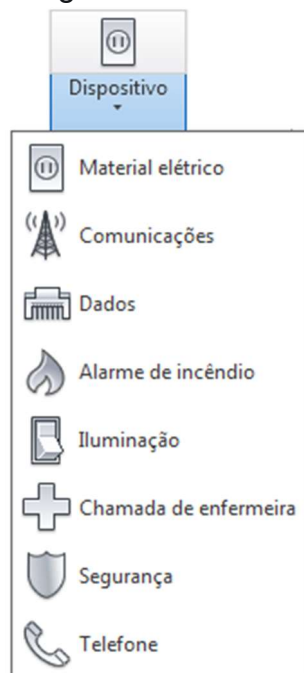 Dispositivo
Material elétrico
Comunicações
Dados
Alarme de incêndio
Iluminação
Chamada de enfermeira
Segurança
Telefone